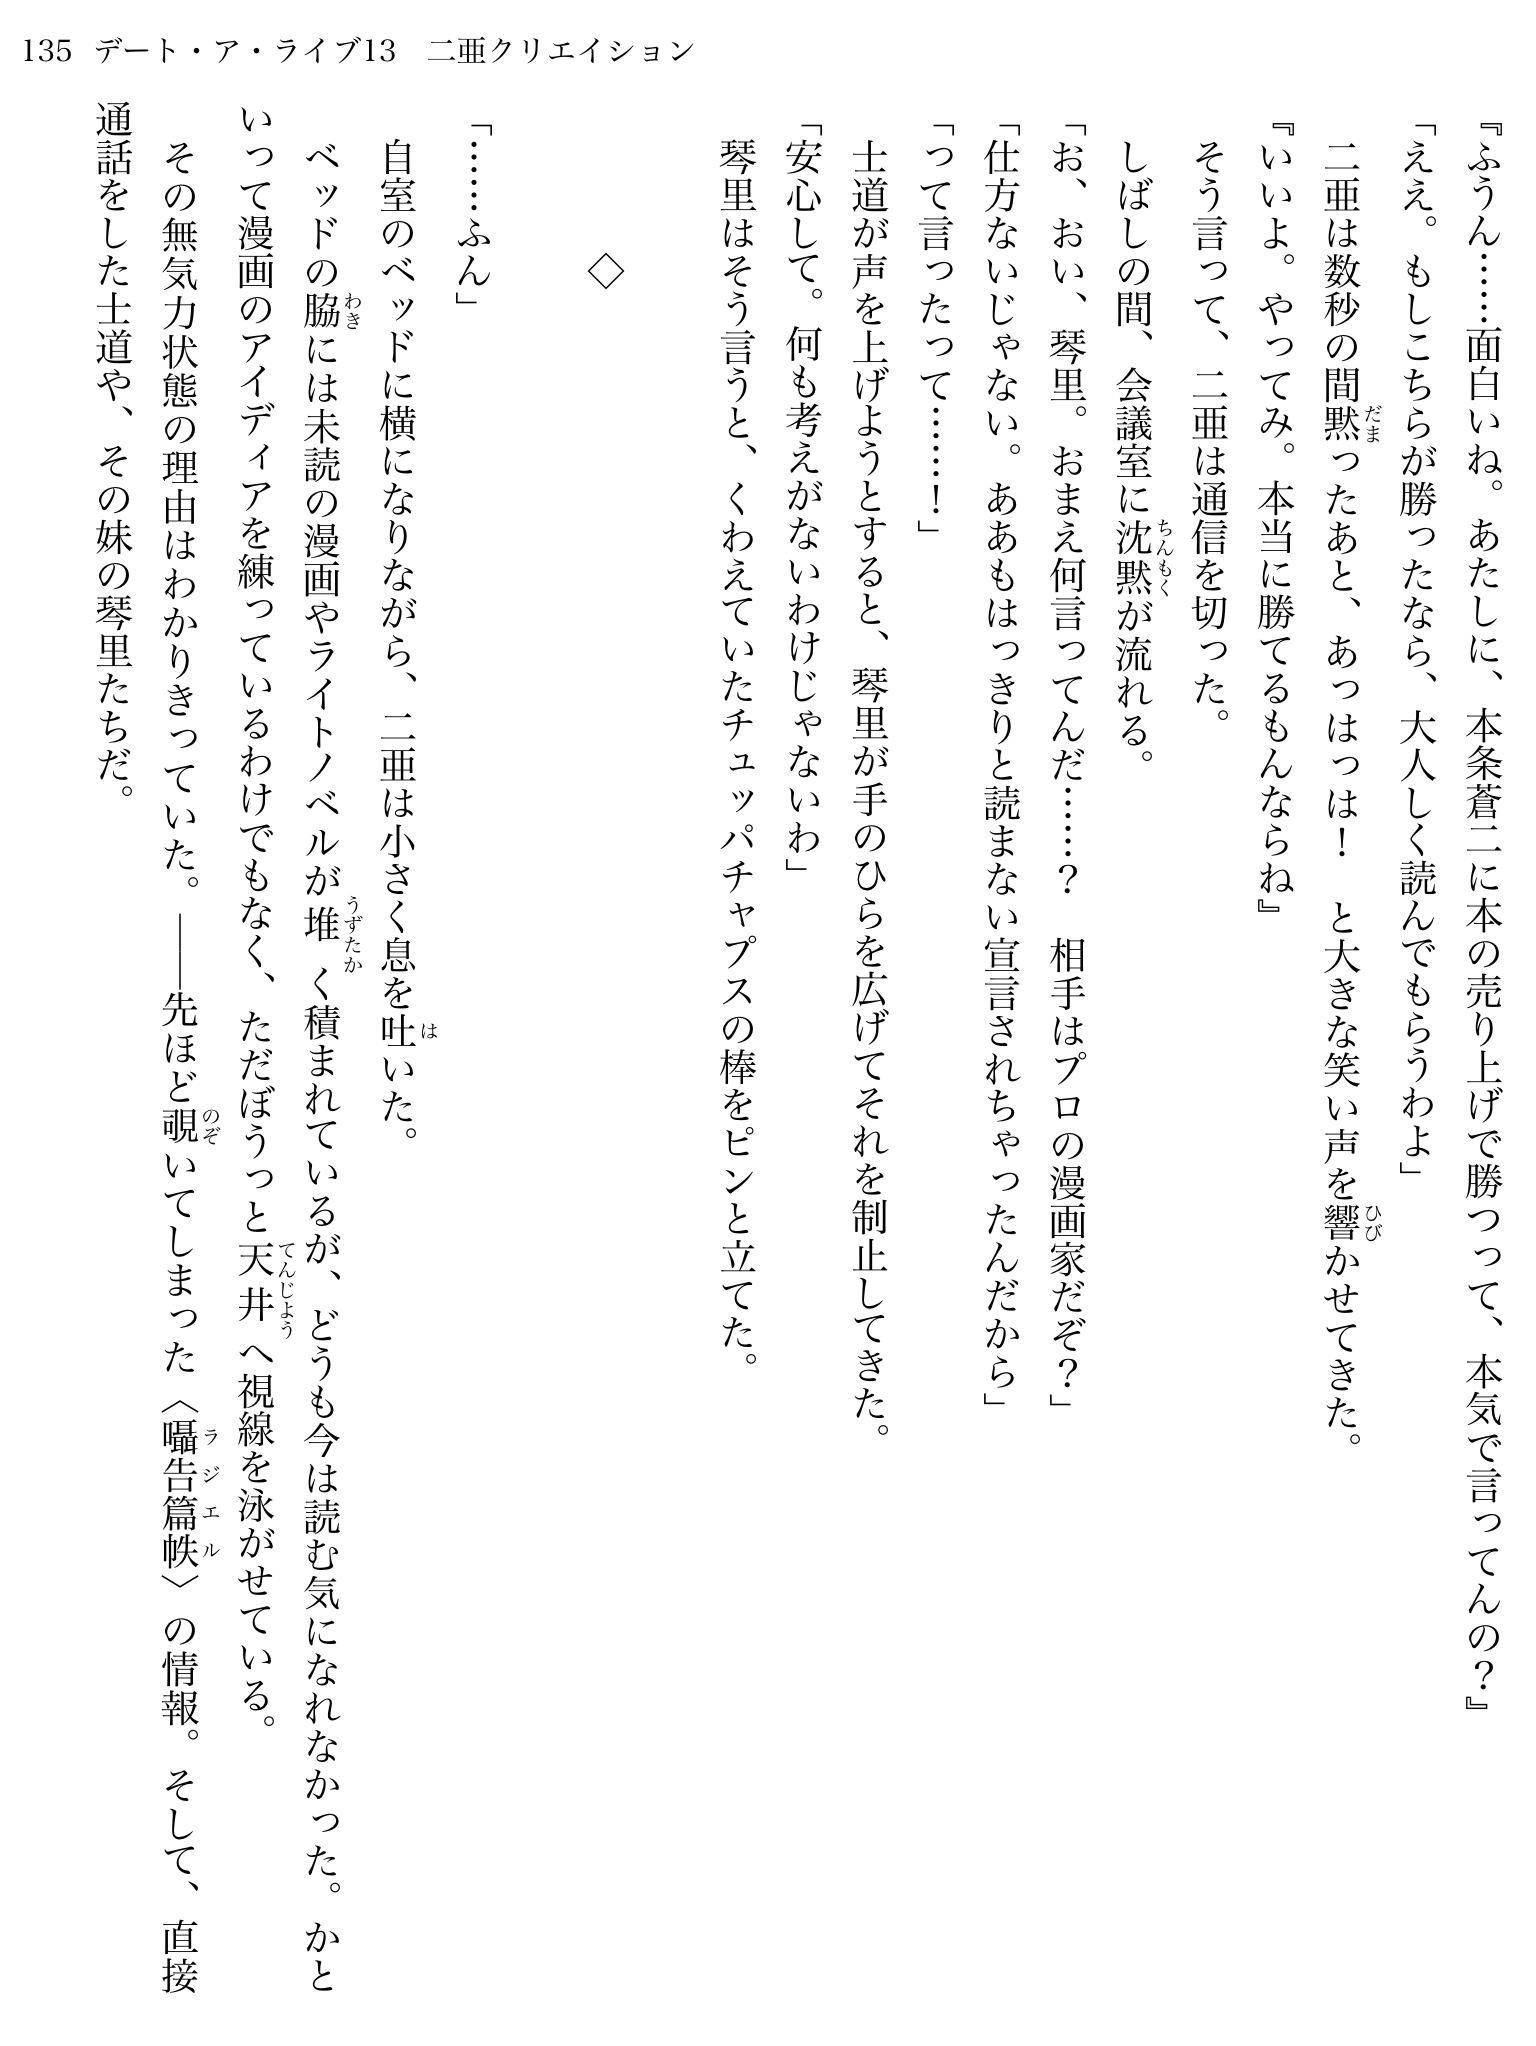 135 デート・ア・ライブ13　二亜クリエイション
『ふうん……面白いね。あたしに、本条蒼二に本の売り上げで勝つって、本気で言ってんの？』
「ええ。もしこちらが勝ったなら、大人しく読んでもらうわよ」
　二亜は数秒の間黙ったあと、あっはっは！　と大きな笑い声を響かせてきた。
『いいよ。やってみ。本当に勝てるもんならね』
　そう言って、二亜は通信を切った。
　しばしの間、会議室に沈黙が流れる。
「お、おい、琴里。おまえ何言ってんだ……？　相手はプロの漫画家だぞ？」
「仕方ないじゃない。ああもはっきりと読まない宣言されちゃったんだから」
「って言ったって……！」
　士道が声を上げようとすると、琴里が手のひらを広げてそれを制止してきた。
「安心して。何も考えがないわけじゃないわ」
　琴里はそう言うと、くわえていたチュッパチャプスの棒をピンと立てた。
◇
「……ふん」
　自室のベッドに横になりながら、二亜は小さく息を吐いた。
　ベッドの脇には未読の漫画やライトノベルが堆く積まれているが、どうも今は読む気になれなかった。かと
いって漫画のアイディアを練っているわけでもなく、ただぼうっと天井へ視線を泳がせている。
　その無気力状態の理由はわかりきっていた。――先ほど覗いてしまった〈囁告篇帙〉の情報。そして、直接
通話をした士道や、その妹の琴里たちだ。